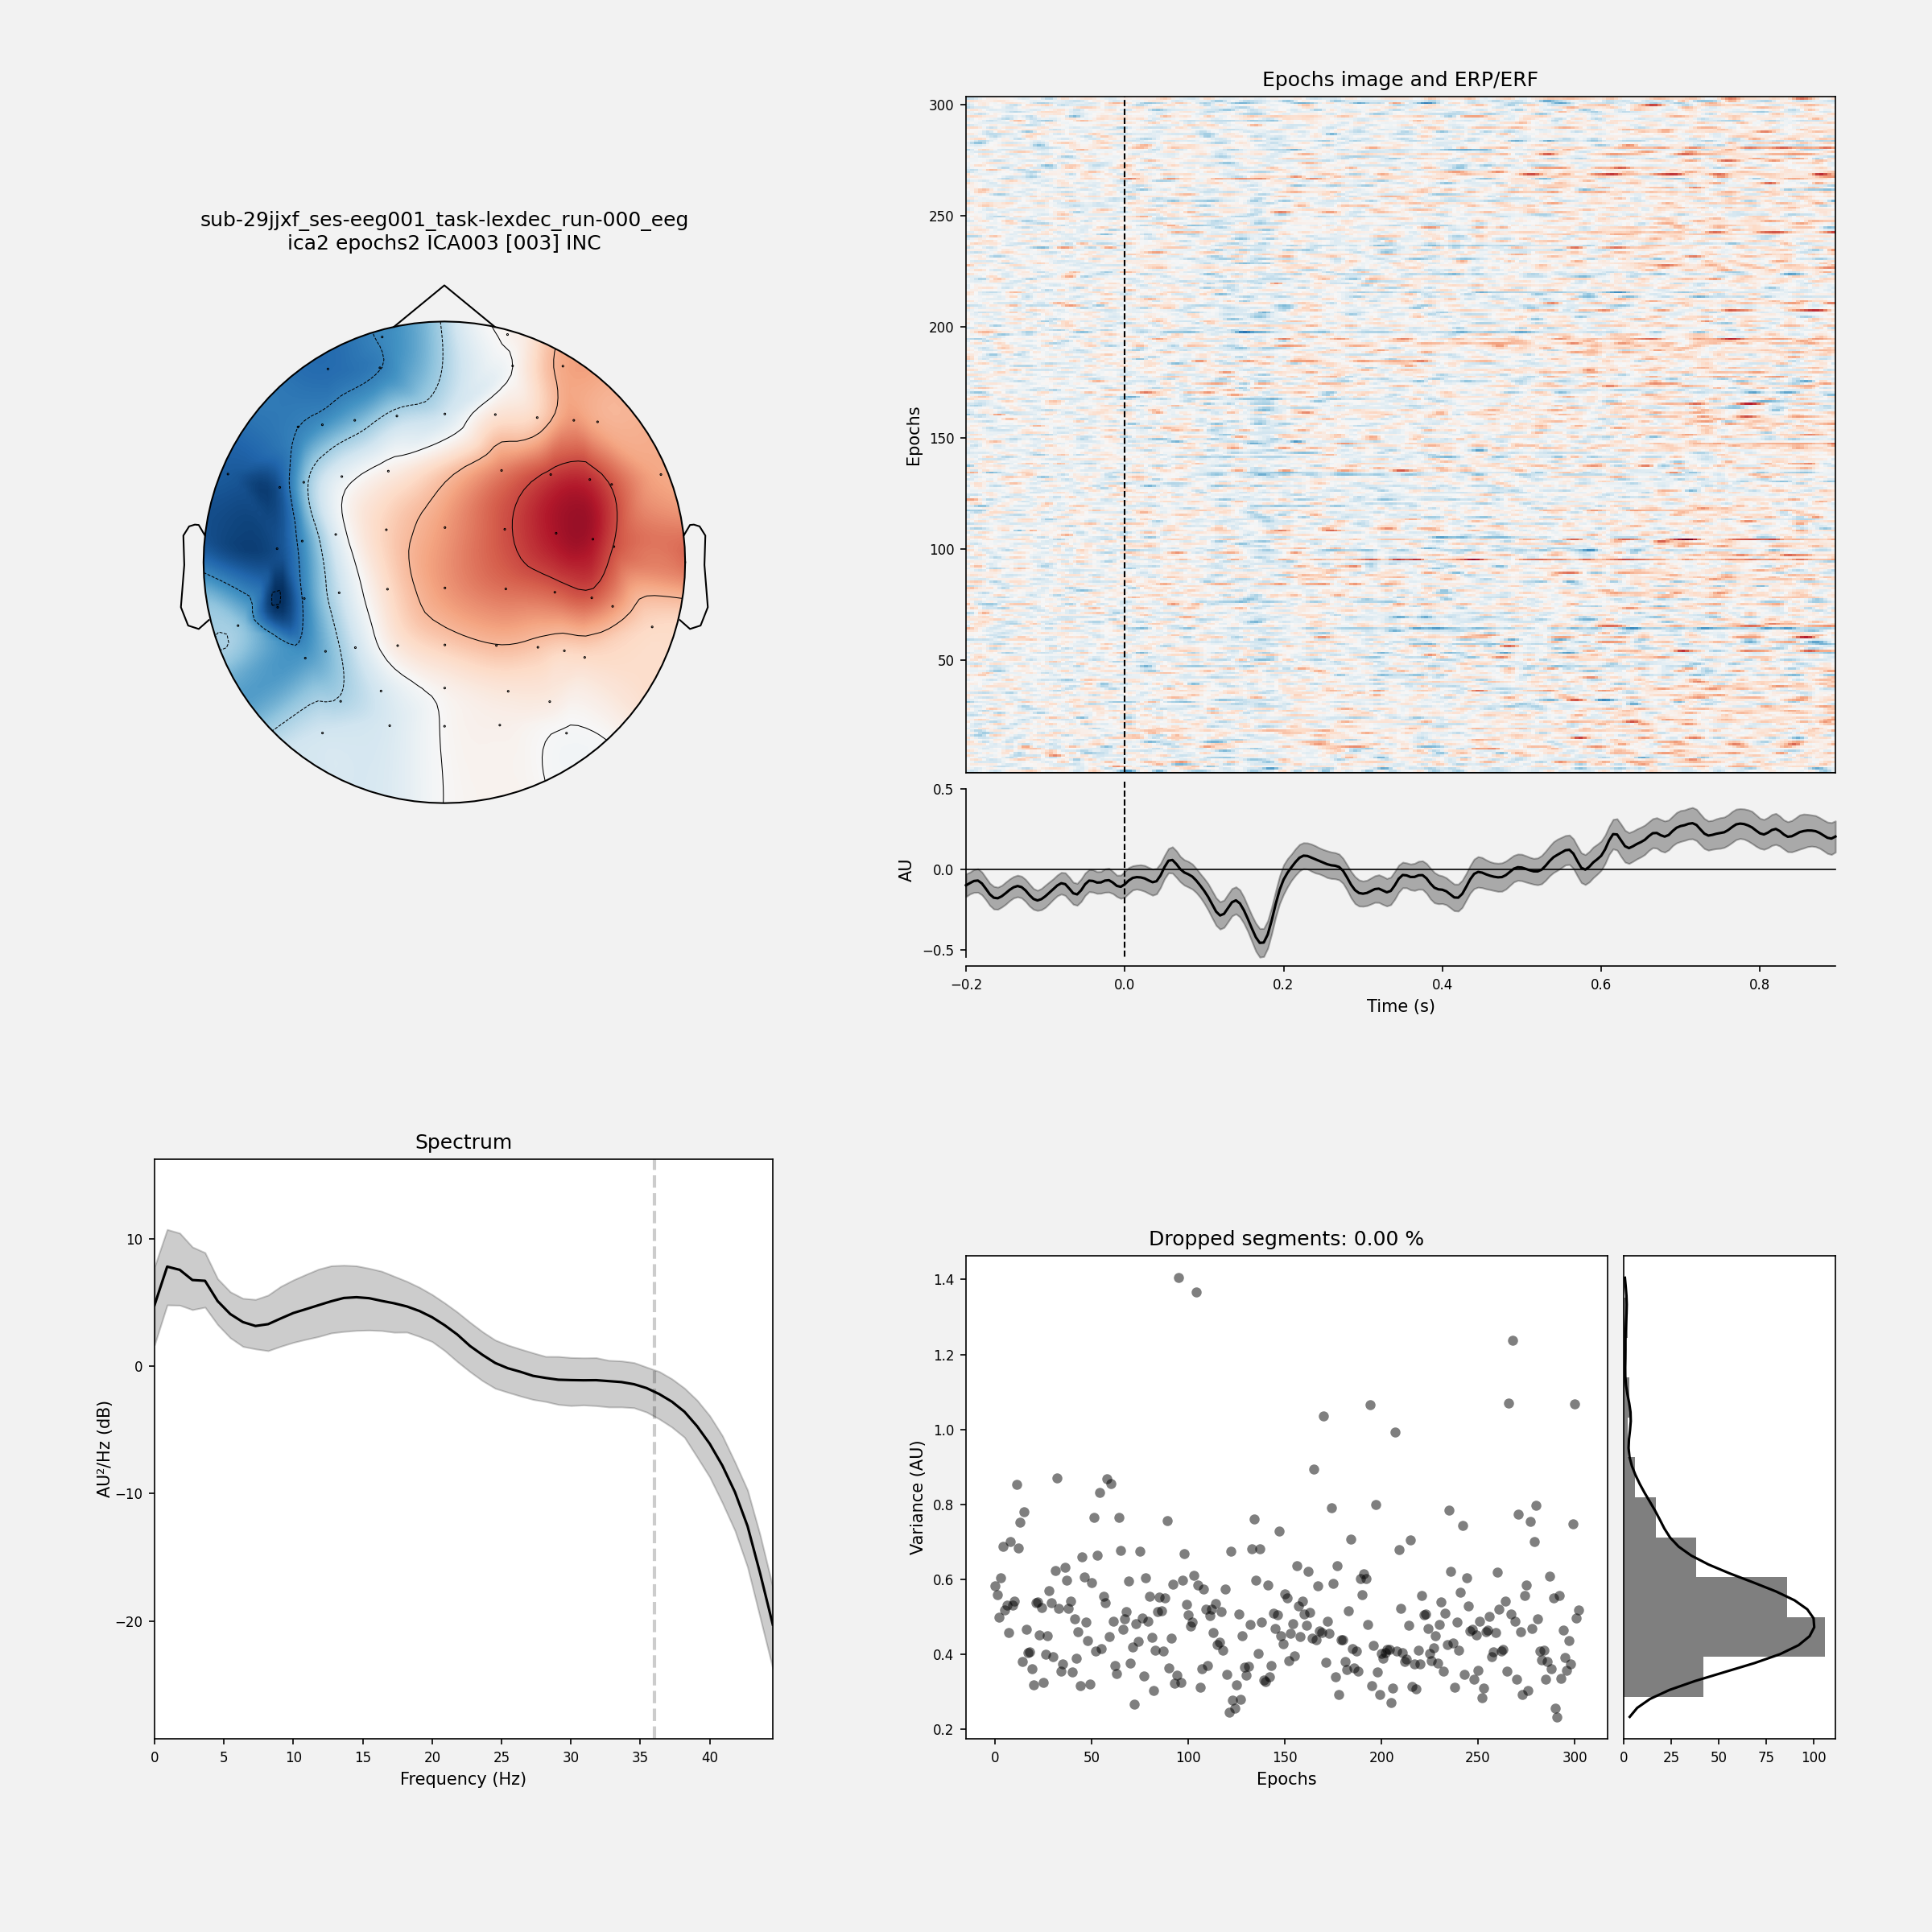 sub-29jjxf_ses-eeg001_task-lexdec_run-000_eeg
ica2 epochs2 ICA003 [003] INC
Epochs image and ERP/ERF
300
250
200
150
100
50
Epochs
0.5
0.0
−0.5
AU
−0.2 0.0 0.2 0.4 0.6 0.8
Time (s)
Spectrum
10
0
−10
−20
AU²/Hz (dB)
0 5 10 15 20 25 30 35 40
Frequency (Hz)
Dropped segments: 0.00 %
1.4
1.2
1.0
0.8
0.6
0.4
0.2
Variance (AU)
0 50 100 150 200 250 300
Epochs
0 25 50 75 100